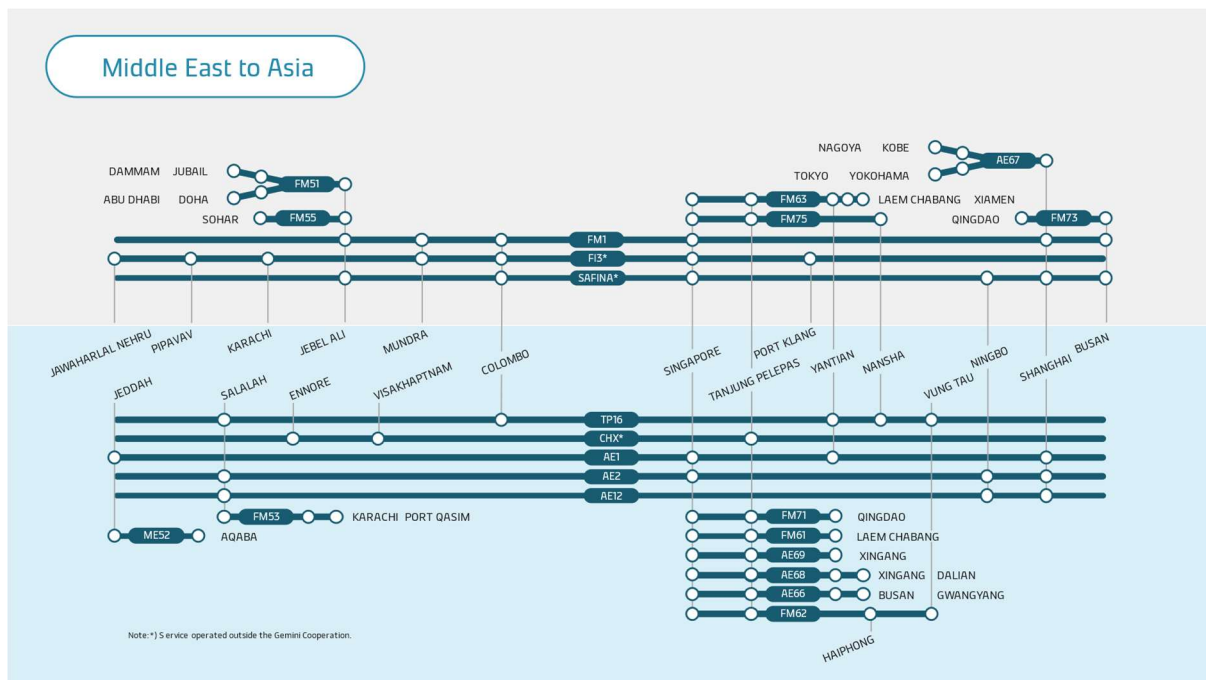 Middle East to Asia
NAGOYA KOBE
AE67
DAMMAM JUBAIL
FM51
TOKYO YOKOHAMA
ABU DHABI DOHA
FM63
LAEM CHABANG XIAMEN
SOHAR
FM55
FM75
QINGDAO
FM73
FM1
FI3*
SAFINA*
JAWAHARLAL NEHRU
PIPAVAV
KARACHI
JEBEL ALI
MUNDRA
COLOMBO
SINGAPORE
PORT KLANG
TANJUNG PELEPAS
YANTIAN
NANSHA
NINGBO
VUNG TAU
SHANGHAI
BUSAN
JEDDAH
SALALAH
ENNORE
VISAKHAPTNAM
TP16
CHX*
AE1
AE2
AE12
FM53
KARACHI PORT QASIM
FM71
QINGDAO
ME52
AQABA
FM61
LAEM CHABANG
AE69
XINGANG
AE68
XINGANG DALIAN
AE66
BUSAN GWANGYANG
FM62
HAIPHONG
Note:*) Service operated outside the Gemini Cooperation.